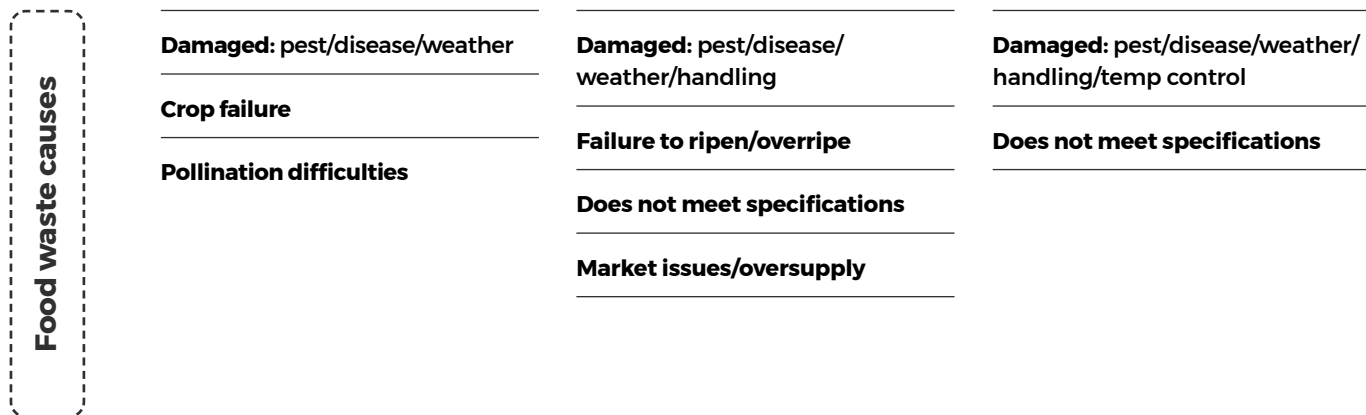 Food waste causes
Damaged: pest/disease/weather
Crop failure
Pollination difficulties
Damaged: pest/disease/
weather/handling
Failure to ripen/overripe
Does not meet specifications
Market issues/oversupply
Damaged: pest/disease/weather/
handling/temp control
Does not meet specifications